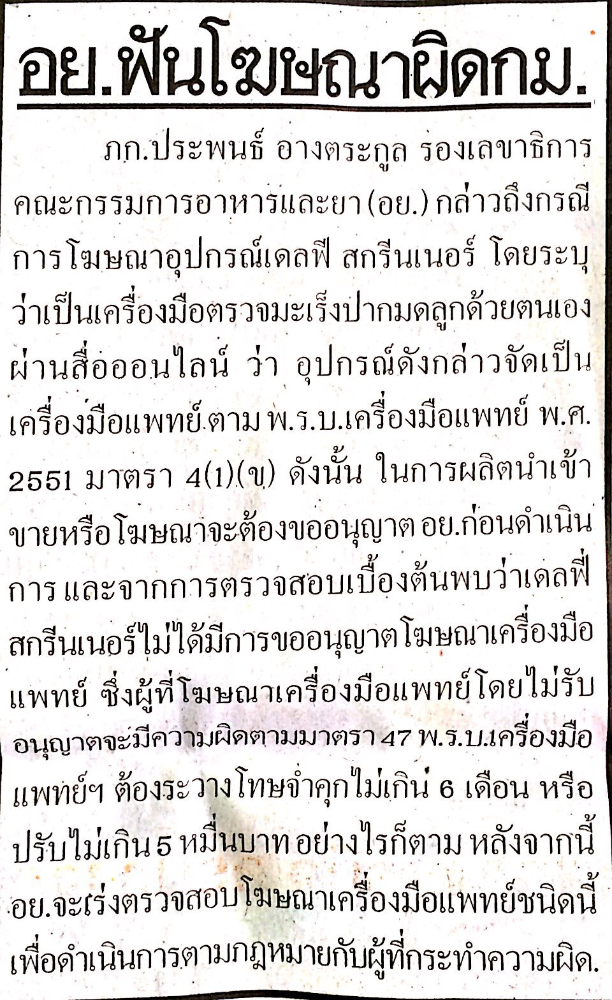 อย.ฟันโฆษณาผิดกม.
ภก.ประพนธ์ อางตระกูล รองเลขาธิการ
คณะกรรมการอาหารและยา (อย.) กล่าวถึงกรณี
การโฆษณาอุปกรณ์เดลฟี สกรีนเนอร์ โดยระบุ
ว่าเป็นเครื่องมือตรวจมะเร็งปากมดลูกด้วยตนเอง
ผ่านสื่อออนไลน์ ว่า อุปกรณ์ดังกล่าวจัดเป็น
เครื่องมือแพทย์ ตาม พ.ร.บ.เครื่องมือแพทย์ พ.ศ.
2551 มาตรา 4(1)(ข) ดังนั้น ในการผลิตนำเข้า
ขายหรือโฆษณาจะต้องขออนุญาต อย.ก่อนดำเนิน
การ และจากการตรวจสอบเบื้องต้นพบว่าเดลฟี่
สกรีนเนอร์ไม่ได้มีการขออนุญาตโฆษณาเครื่องมือ
แพทย์ ซึ่งผู้ที่โฆษณาเครื่องมือแพทย์โดยไม่รับ
อนุญาตจะมีความผิดตามมาตรา 47 พ.ร.บ.เครื่องมือ
แพทย์ฯ ต้องระวางโทษจำคุกไม่เกิน 6 เดือน หรือ
ปรับไม่เกิน 5 หมื่นบาท อย่างไรก็ตาม หลังจากนี้
อย.จะเร่งตรวจสอบโฆษณาเครื่องมือแพทย์ชนิดนี้
เพื่อดำเนินการตามกฎหมายกับผู้ที่กระทำความผิด.